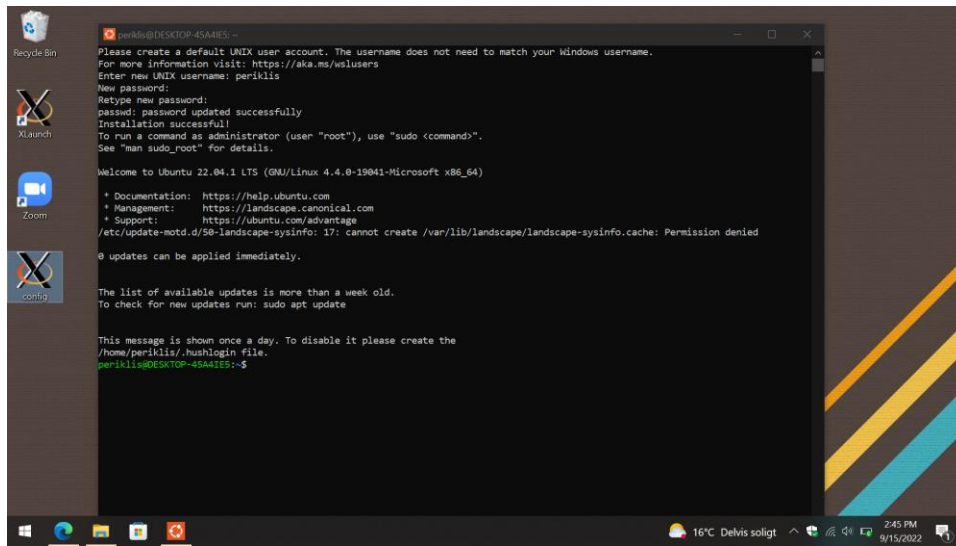 Recycle Bin
XLaunch
Zoom
config
periklis@DESKTOP-45A4IE5: ~
Please create a default UNIX user account. The username does not need to match your Windows username.
For more information visit: https://aka.ms/wslusers
Enter new UNIX username: periklis
New password:
Retype new password:
passwd: password updated successfully
Installation successful!
To run a command as administrator (user "root"), use "sudo <command>".
See "man sudo_root" for details.
Welcome to Ubuntu 22.04.1 LTS (GNU/Linux 4.4.0-19041-Microsoft x86_64)
* Documentation: https://help.ubuntu.com
* Management: https://landscape.canonical.com
* Support: https://ubuntu.com/advantage
/etc/update-motd.d/50-landscape-sysinfo: 17: cannot create /var/lib/landscape/landscape-sysinfo.cache: Permission denied
0 updates can be applied immediately.
The list of available updates is more than a week old.
To check for new updates run: sudo apt update
This message is shown once a day. To disable it please create the
/home/periklis/.hushlogin file.
periklis@DESKTOP-45A4IE5:~$
16°C Delvis soligt
2:45 PM
9/15/2022
1